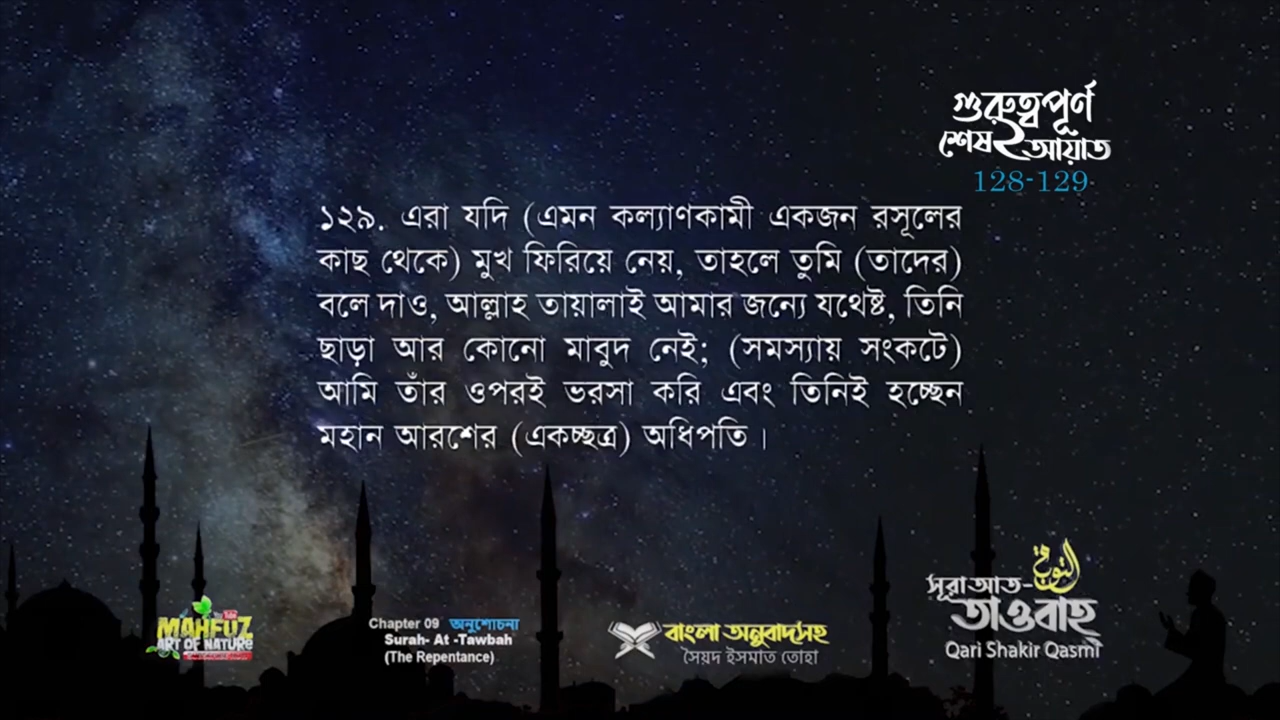 গুরুত্বপূর্ণ
শেষ ২ আয়াত
128-129
১২৯. এরা যদি (এমন কল্যাণকামী একজন রসূলের
কাছ থেকে) মুখ ফিরিয়ে নেয়, তাহলে তুমি (তাদের)
বলে দাও, আল্লাহ তায়ালাই আমার জন্যে যথেষ্ট, তিনি
ছাড়া আর কোনো মাবুদ নেই; (সমস্যায় সংকটে)
আমি তাঁর ওপরই ভরসা করি এবং তিনিই হচ্ছেন
মহান আরশের (একচ্ছত্র) অধিপতি।
MAHFUZ
ART OF NATURE
Chapter 09 অনুশোচনা
Surah- At -Tawbah
(The Repentance)
বাংলা অনুবাদসহ
সৈয়দ ইসমাত তোহা
التوبة
সূরা আত-
তাওবাহ্
Qari Shakir Qasmi